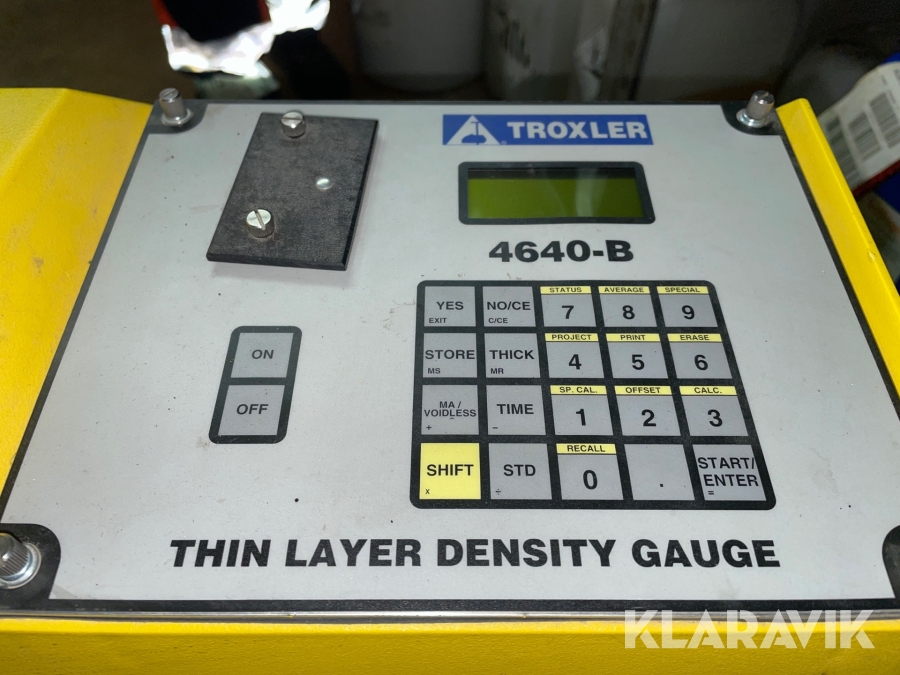 TROXLER
4640-B
YES NO/CE STATUS AVERAGE SPECIAL
EXIT C/CE 7 8 9
STORE THICK PROJECT PRINT ERASE
MS MR 4 5 6
MA / VOIDLESS TIME SP. CAL. OFFSET CALC.
+ − 1 2 3
SHIFT STD RECALL START/ ENTER
x ÷ 0 . =
ON
OFF
THIN LAYER DENSITY GAUGE
KLARAVIK